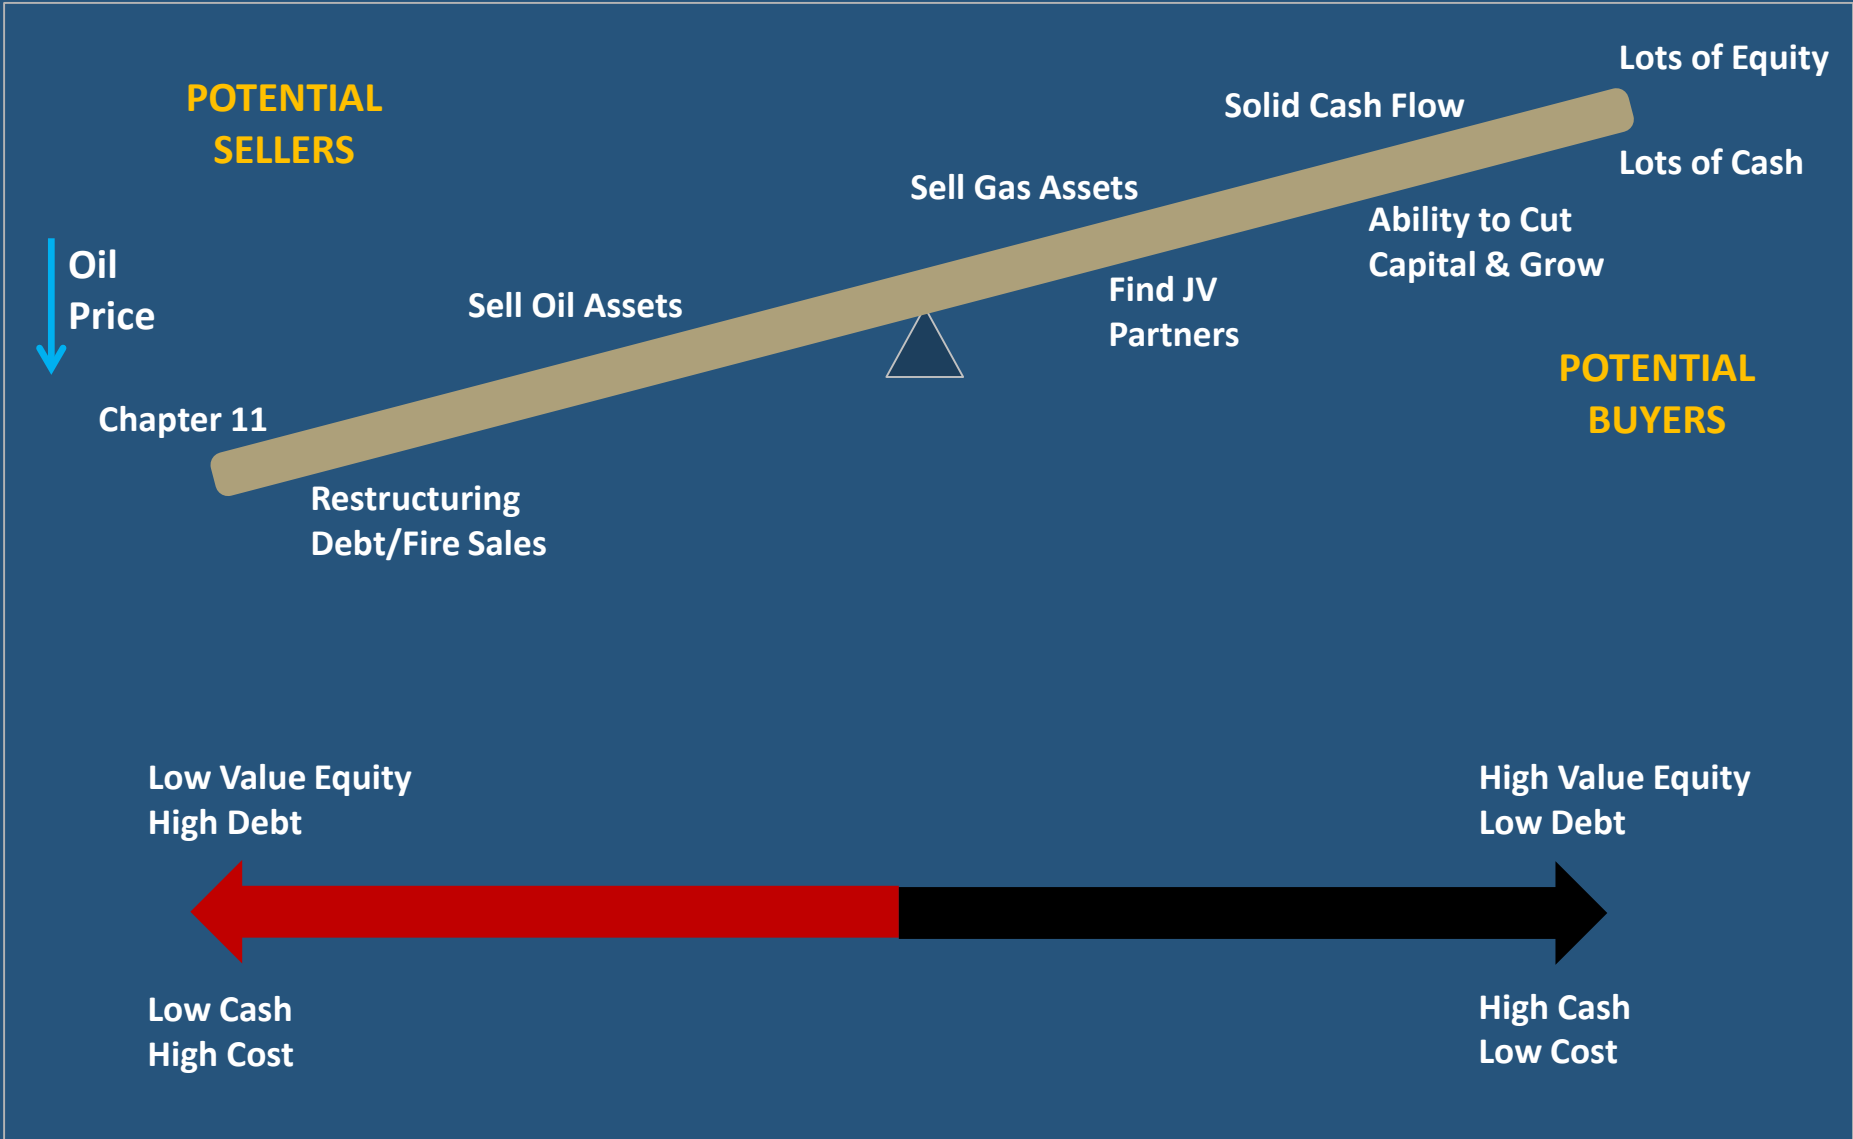 POTENTIAL
SELLERS
Oil
Price
Chapter 11
Restructuring
Debt/Fire Sales
Sell Oil Assets
Sell Gas Assets
Find JV
Partners
Solid Cash Flow
Ability to Cut
Capital & Grow
Lots of Equity
Lots of Cash
POTENTIAL
BUYERS
Low Value Equity
High Debt
High Value Equity
Low Debt
Low Cash
High Cost
High Cash
Low Cost